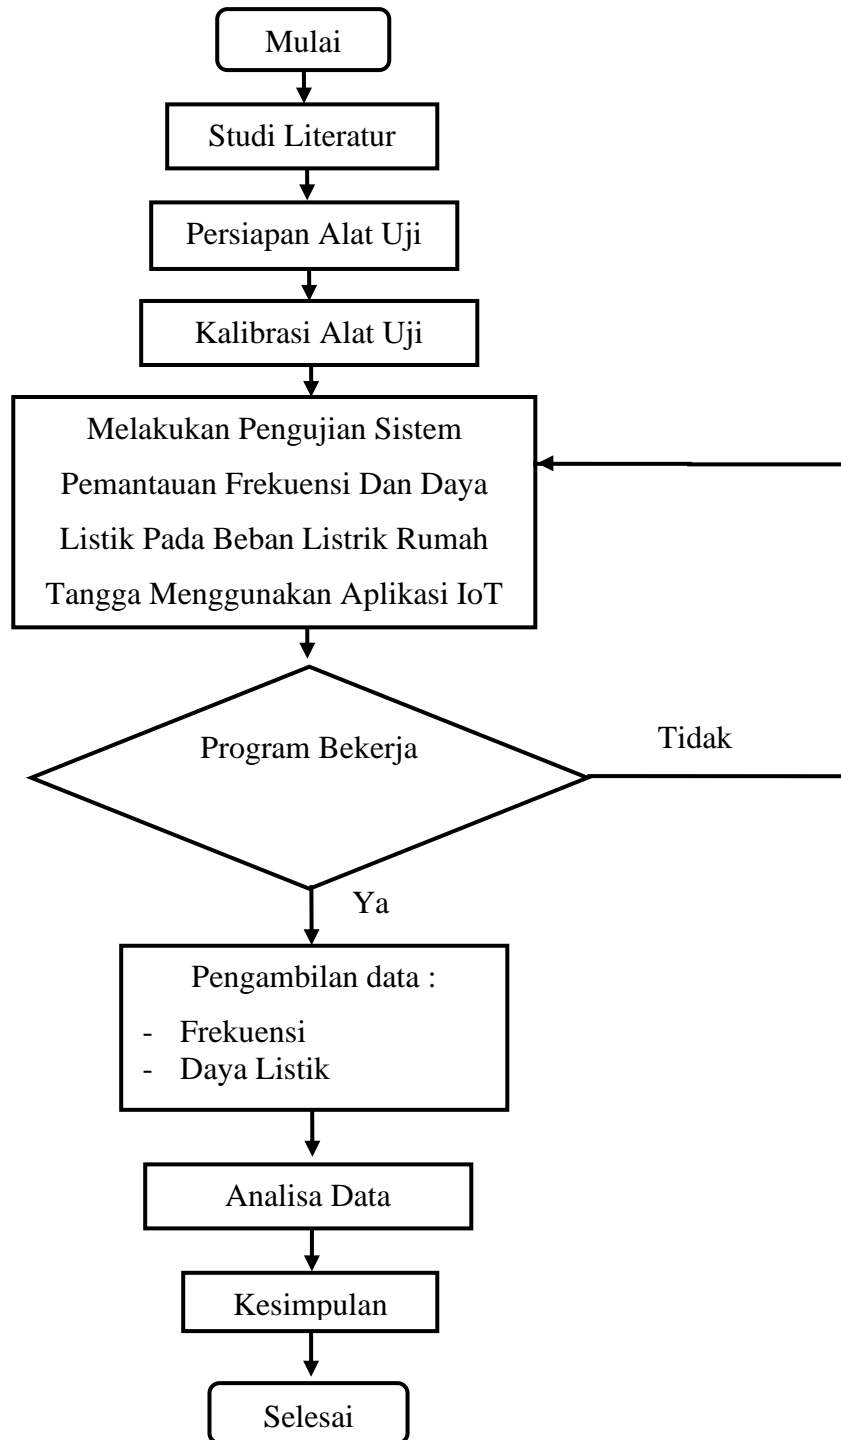 Mulai
Studi Literatur
Persiapan Alat Uji
Kalibrasi Alat Uji
Melakukan Pengujian Sistem
Pemantauan Frekuensi Dan Daya
Listik Pada Beban Listrik Rumah
Tangga Menggunakan Aplikasi IoT
Program Bekerja
Tidak
Ya
Pengambilan data :
- Frekuensi
- Daya Listik
Analisa Data
Kesimpulan
Selesai